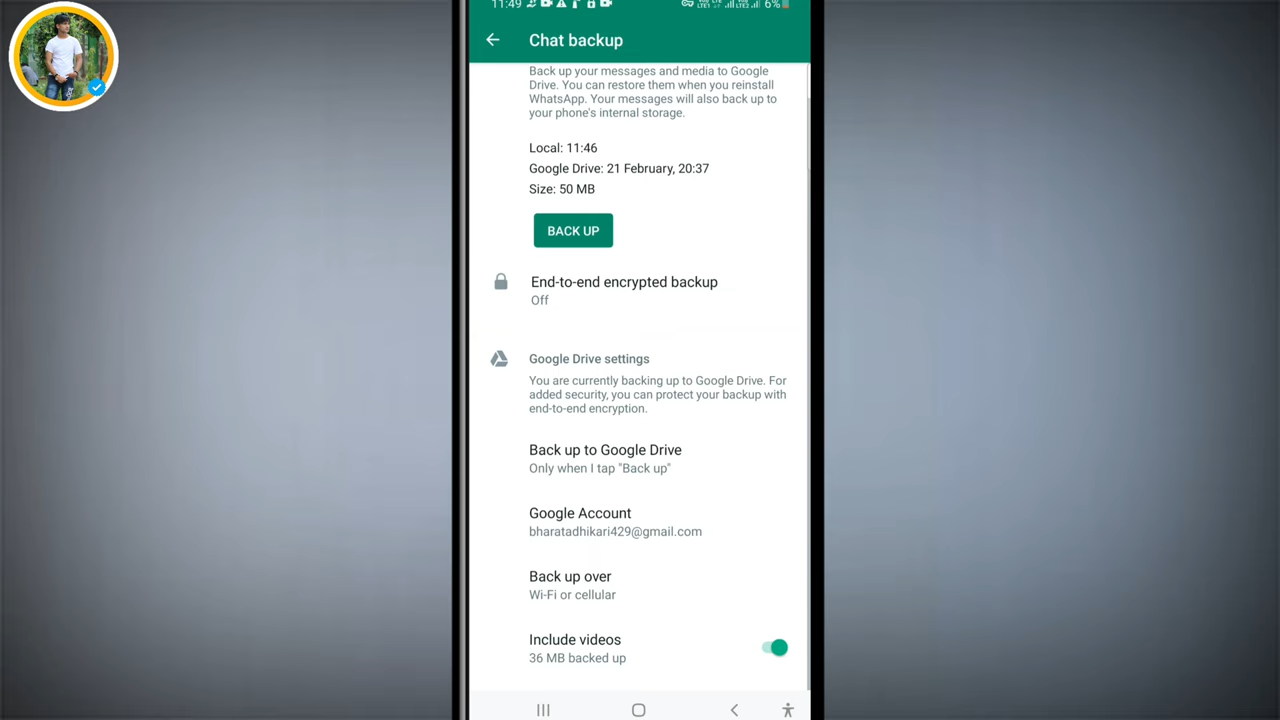 11:49 6%
Chat backup
Back up your messages and media to Google
Drive. You can restore them when you reinstall
WhatsApp. Your messages will also back up to
your phone's internal storage.
Local: 11:46
Google Drive: 21 February, 20:37
Size: 50 MB
BACK UP
End-to-end encrypted backup
Off
Google Drive settings
You are currently backing up to Google Drive. For
added security, you can protect your backup with
end-to-end encryption.
Back up to Google Drive
Only when I tap "Back up"
Google Account
bharatadhikari429@gmail.com
Back up over
Wi-Fi or cellular
Include videos
36 MB backed up